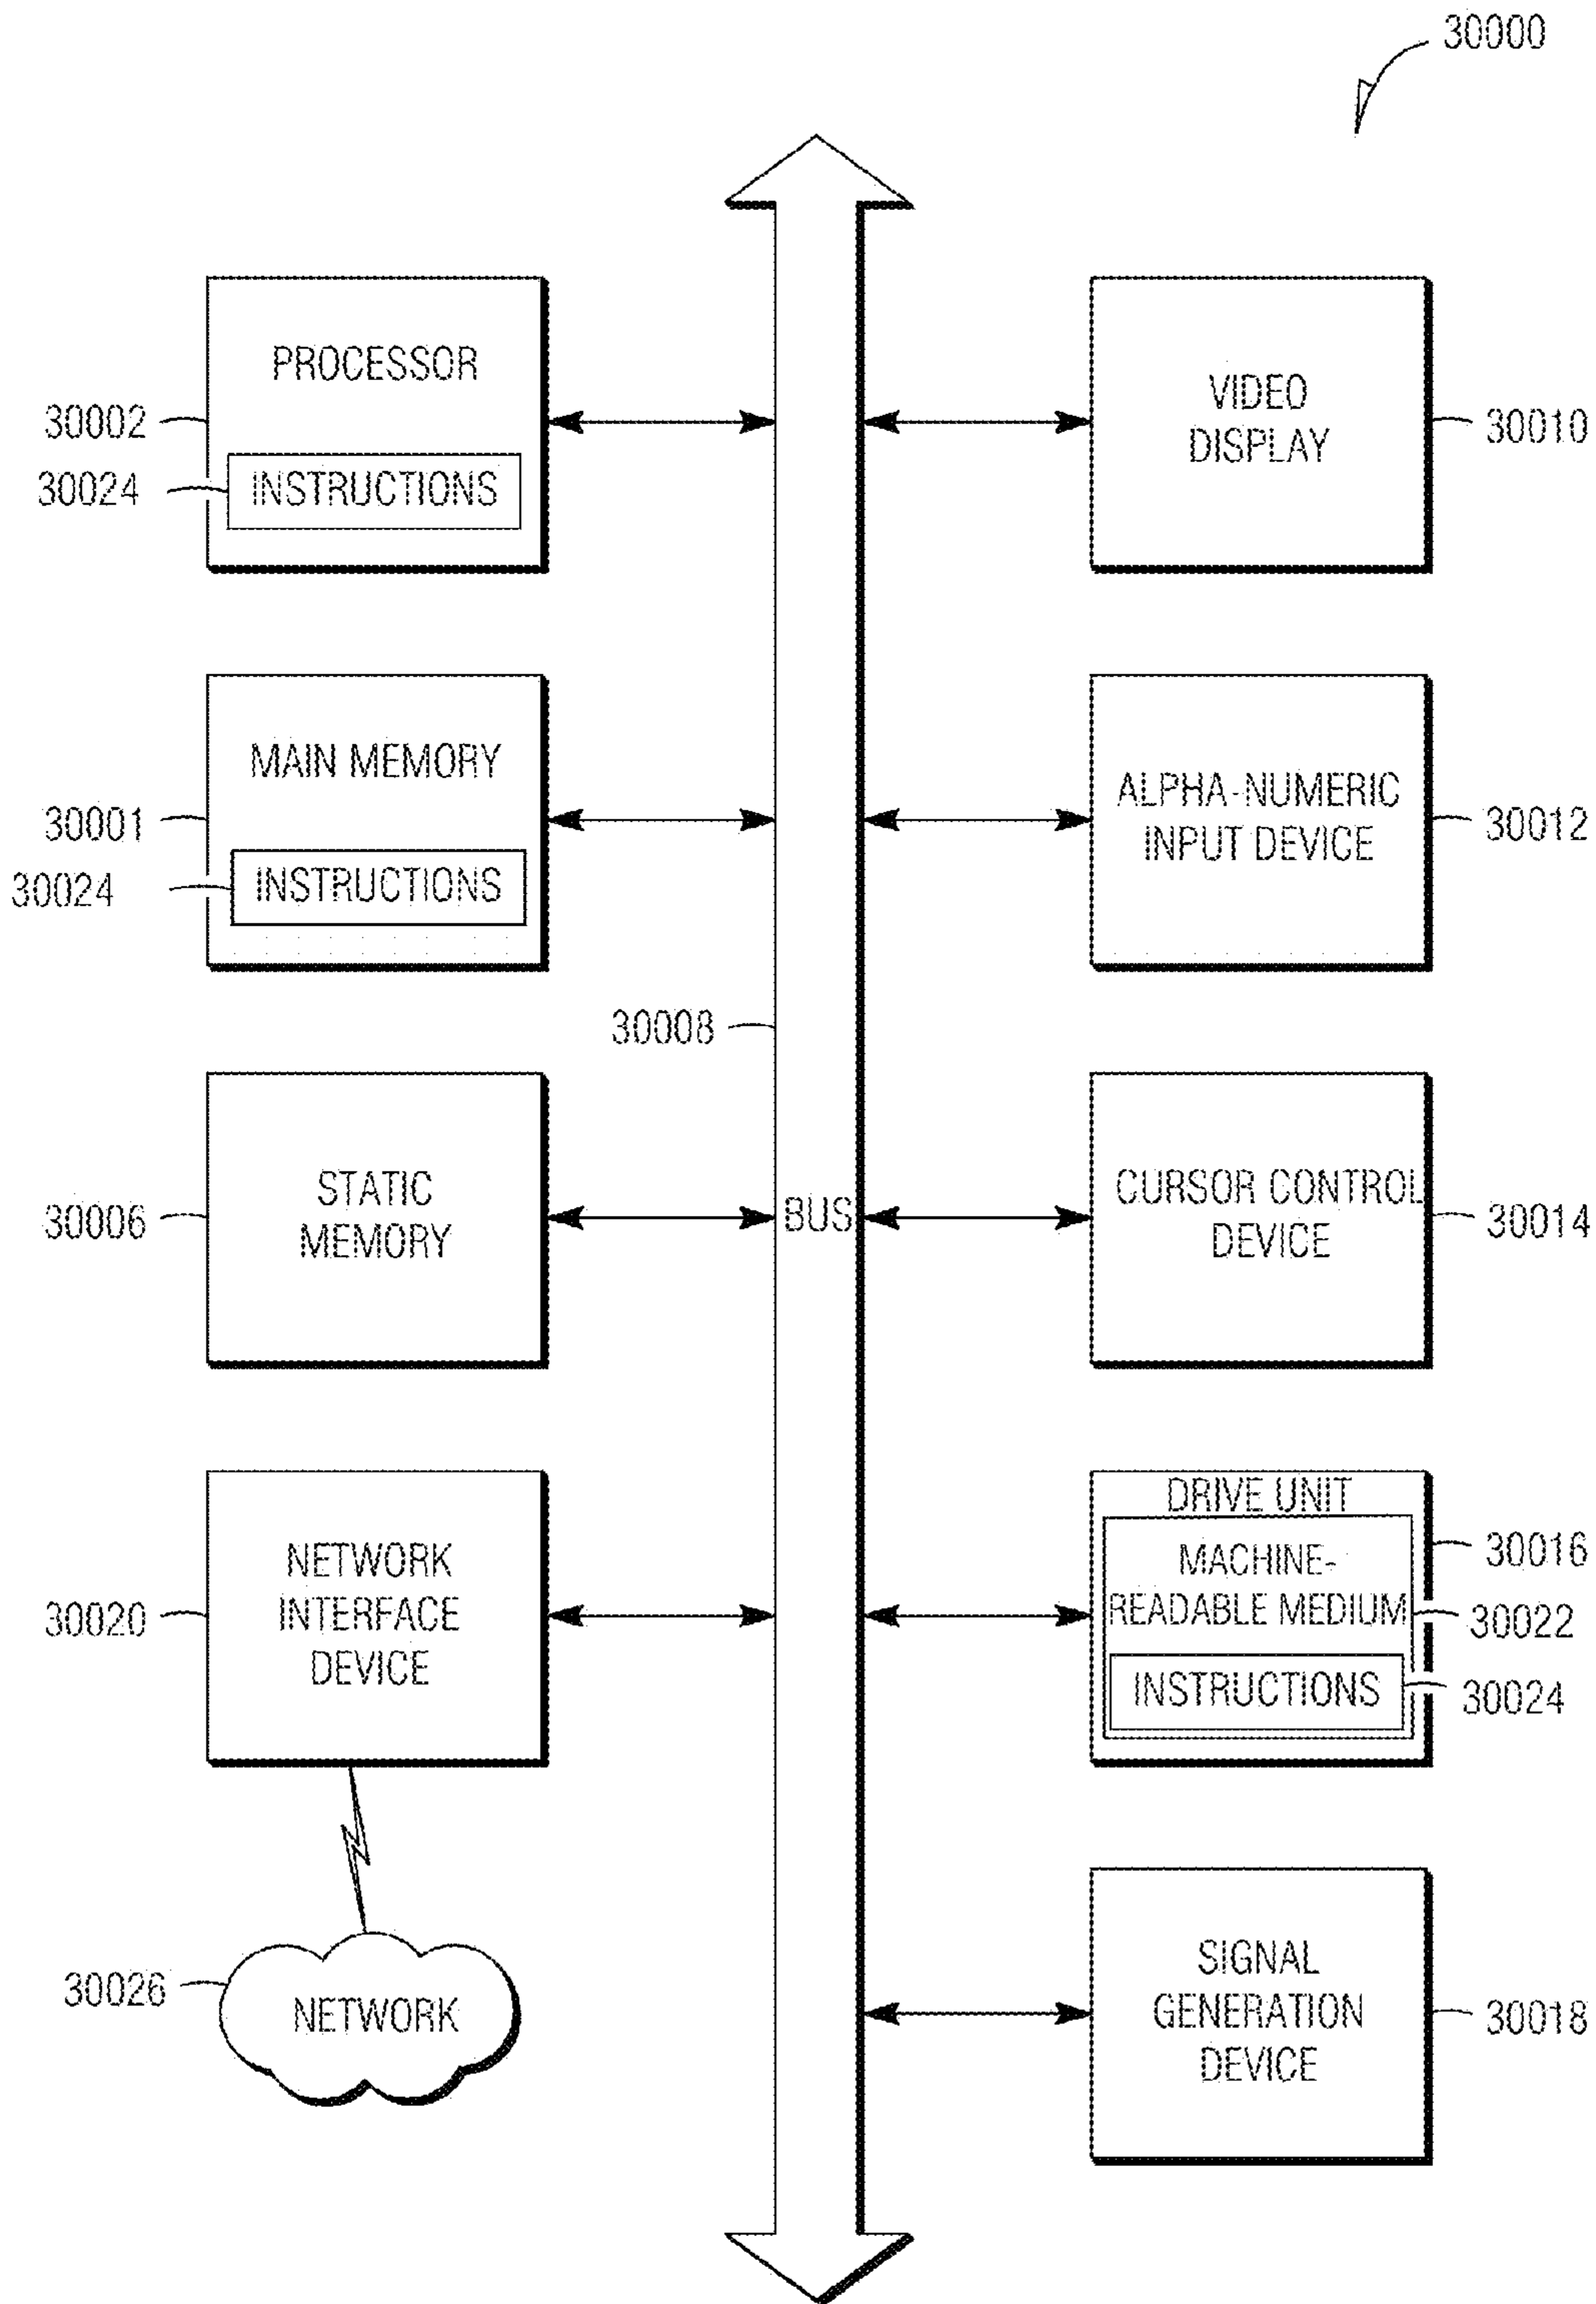 30000
PROCESSOR
30002
30024
INSTRUCTIONS
VIDEO
DISPLAY
30010
MAIN MEMORY
30001
30024
INSTRUCTIONS
ALPHA-NUMERIC
INPUT DEVICE
30012
30008
STATIC
MEMORY
30006
BUS
CURSOR CONTROL
DEVICE
30014
NETWORK
INTERFACE
DEVICE
30020
DRIVE UNIT
30016
MACHINE-
READABLE MEDIUM
30022
INSTRUCTIONS
30024
30026
NETWORK
SIGNAL
GENERATION
DEVICE
30018